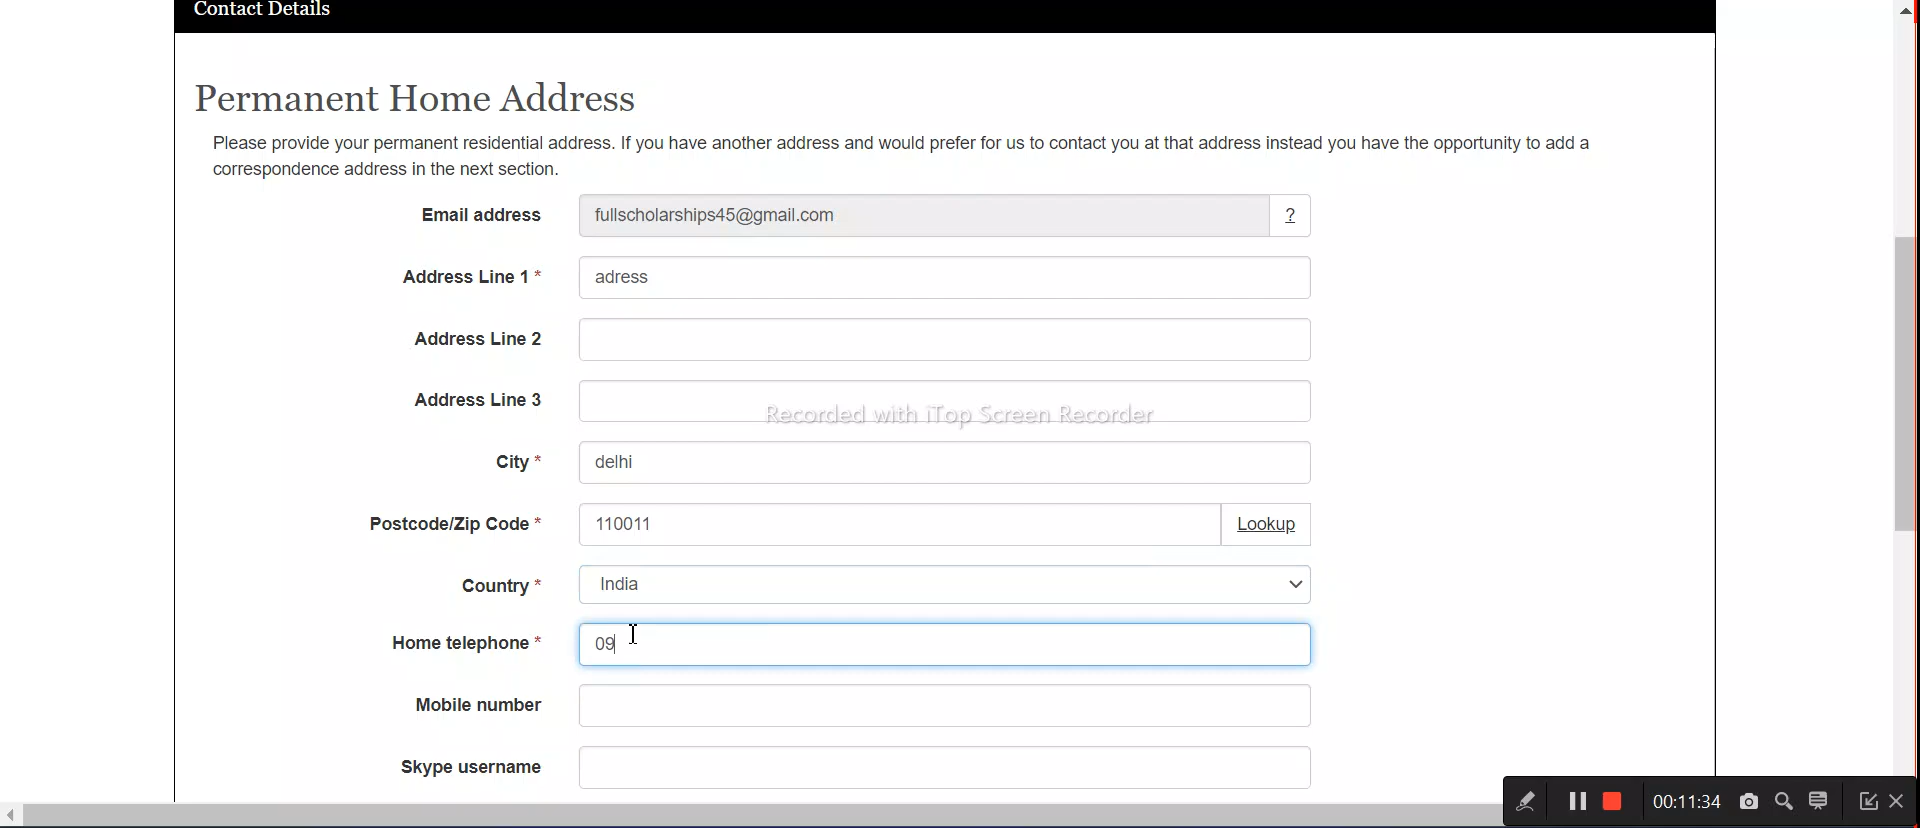 Contact Details
Permanent Home Address
Please provide your permanent residential address. If you have another address and would prefer for us to contact you at that address instead you have the opportunity to add a
correspondence address in the next section.
Email address fullscholarships45@gmail.com ?
Address Line 1 * adress
Address Line 2
Address Line 3
Recorded with iTop Screen Recorder
City * delhi
Postcode/Zip Code * 110011 Lookup
Country * India
Home telephone * 09
Mobile number
Skype username
00:11:34